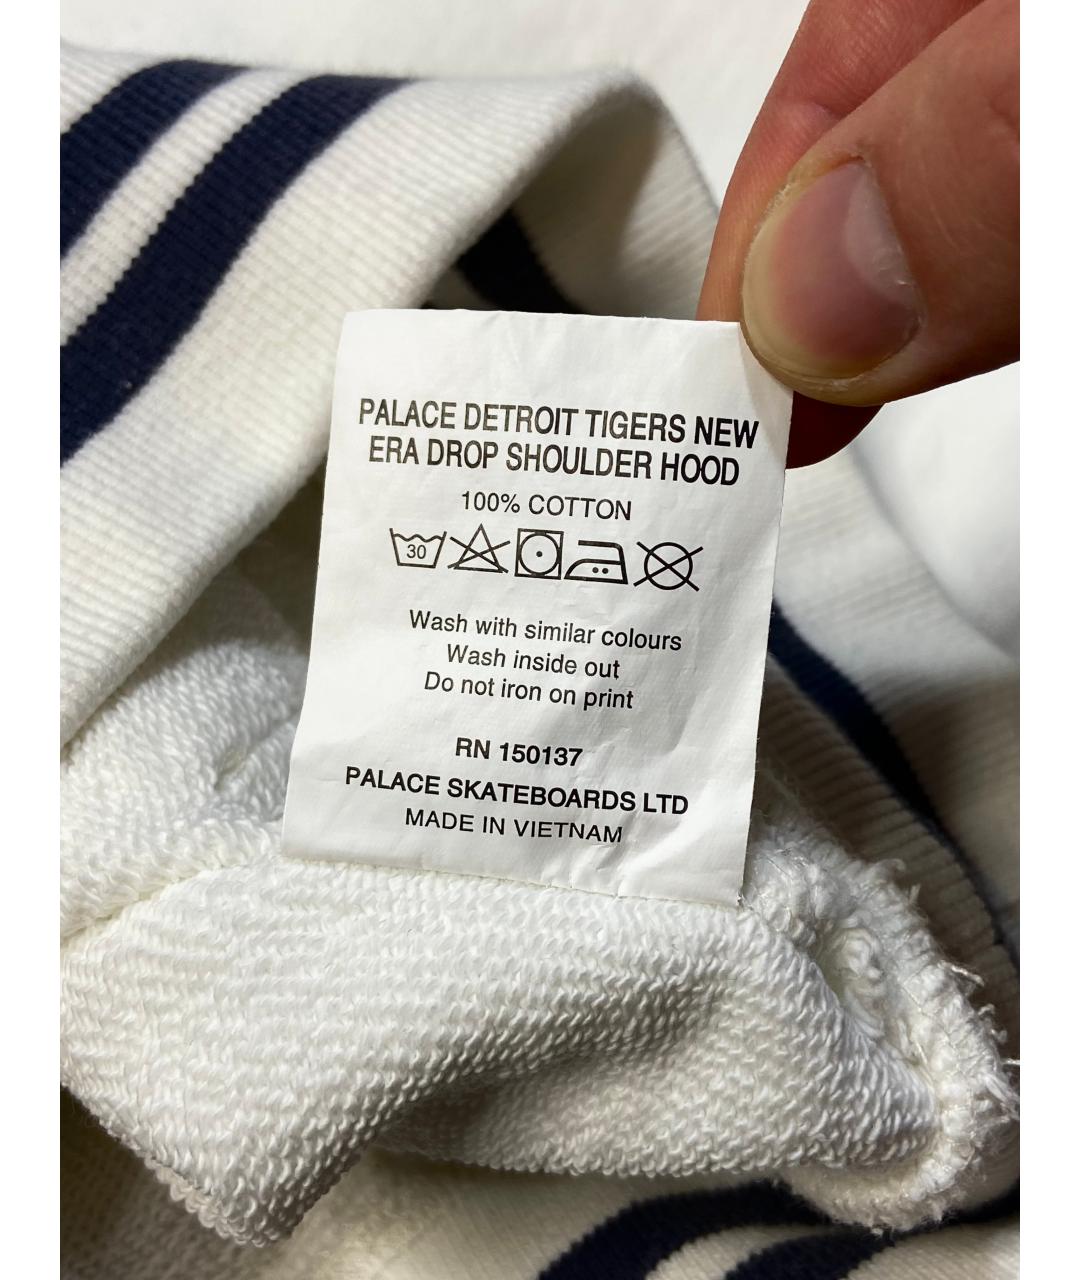 PALACE DETROIT TIGERS NEW
ERA DROP SHOULDER HOOD
100% COTTON
30
Wash with similar colours
Wash inside out
Do not iron on print
RN 150137
PALACE SKATEBOARDS LTD
MADE IN VIETNAM